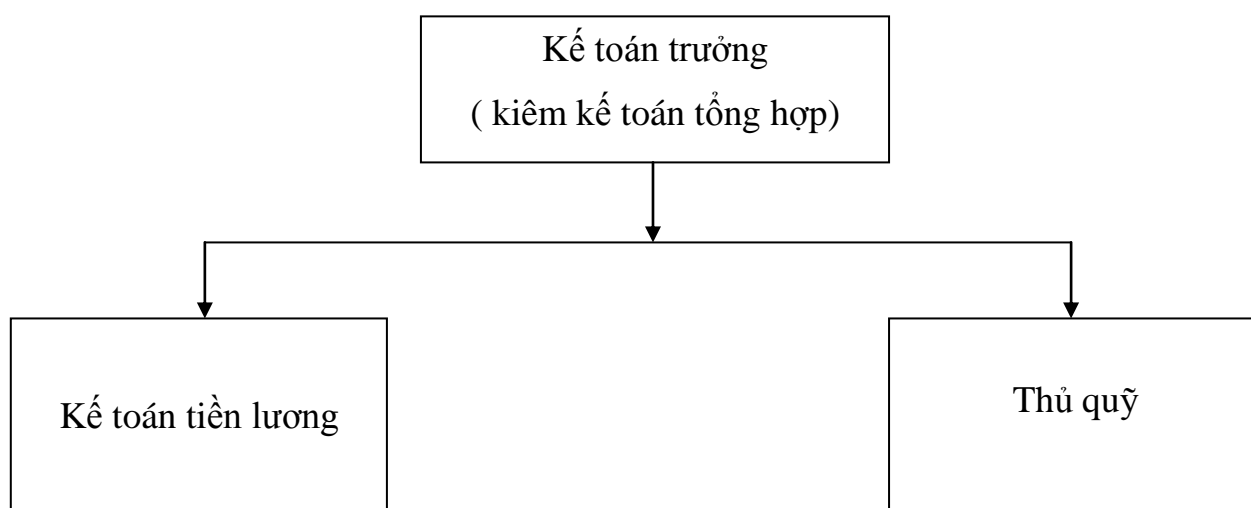 Kế toán trưởng
( kiêm kế toán tổng hợp)
Kế toán tiền lương
Thủ quỹ